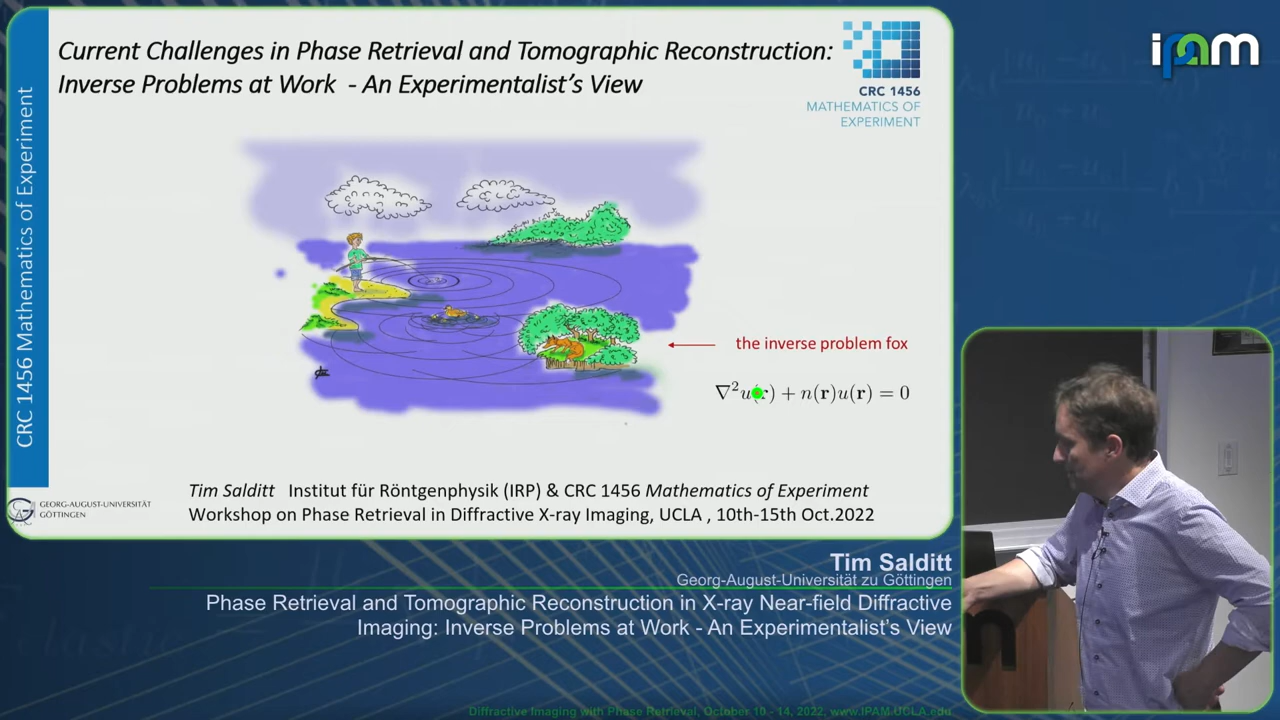 Current Challenges in Phase Retrieval and Tomographic Reconstruction:
Inverse Problems at Work - An Experimentalist's View
CRC 1456
MATHEMATICS OF
EXPERIMENT
ipam
CRC 1456 Mathematics of Experiment
the inverse problem fox
∇²u(r) + n(r)u(r) = 0
GEORG-AUGUST-UNIVERSITÄT
GÖTTINGEN
Tim Salditt Institut für Röntgenphysik (IRP) & CRC 1456 Mathematics of Experiment
Workshop on Phase Retrieval in Diffractive X-ray Imaging, UCLA , 10th-15th Oct.2022
Tim Salditt
Georg-August-Universität zu Göttingen
Phase Retrieval and Tomographic Reconstruction in X-ray Near-field Diffractive
Imaging: Inverse Problems at Work - An Experimentalist's View
Diffractive Imaging with Phase Retrieval, October 10 - 14, 2022, www.IPAM.UCLA.edu